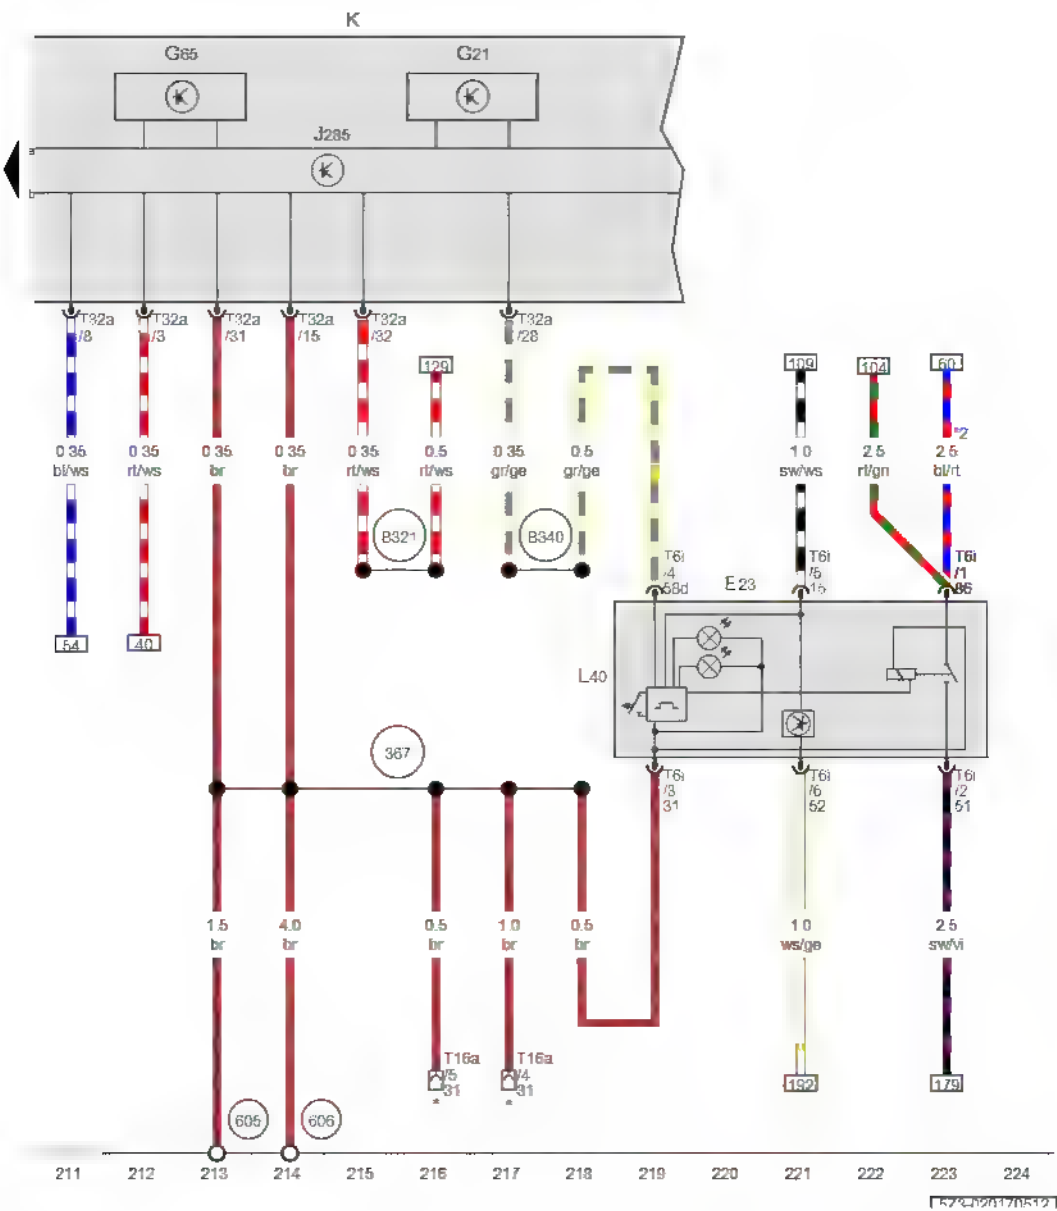 K
G65
G21
J285
a
b
T32a T32a T32a T32a T32a T32a
/8 /3 /31 /15 /32 /28
129 109 104 60
*2
0.35 0.35 0.35 0.35 0.35 0.5 0.35 0.5 1.0 2.5 2.5
bl/ws rt/ws br br rt/ws rt/ws gr/ge gr/ge sw/ws rt/gn bl/rt
B321 B340
T6i T6i T6i
/4 /5 /1
58d 15 86
E23
54 40
L40
367
T6i T6i T6i
/3 /6 /2
31 52 51
1.5 4.0 0.5 1.0 0.5 1.0 2.5
br br br br br ws/ge sw/vi
T16a T16a
/5 /4
31 31
* *
192 179
605 606
211 212 213 214 215 216 217 218 219 220 221 222 223 224